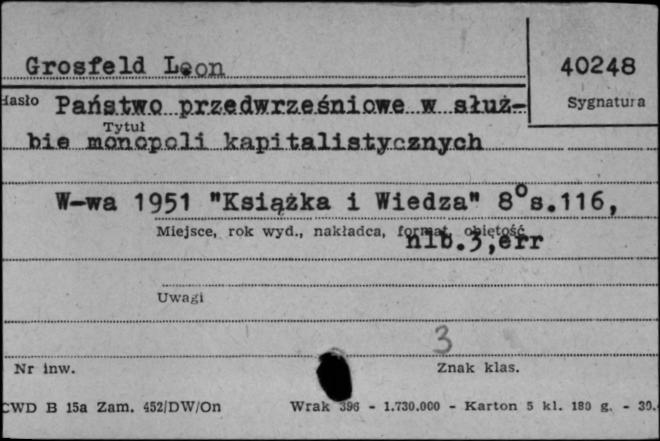 Grosfeld Leon
40248
Hasło Państwo przedwrześniowe w służ-
Sygnatura
Tytuł
bie monopoli kapitalistycznych
W-wa 1951 "Książka i Wiedza" 8° s.116,
Miejsce, rok wyd., nakładca, format, objętość
nlb.3,err
Uwagi
3
Nr inw.
Znak klas.
CWD B 15a Zam. 452/DW/On Wrak 396 - 1.730.000 - Karton 5 kl. 180 g. - 30.